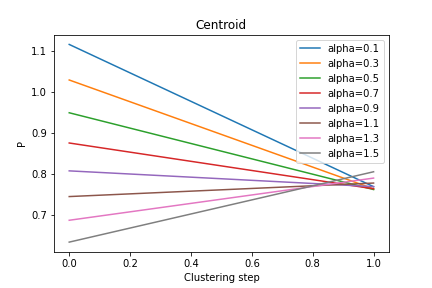 Centroid
1.1
1.0
0.9
0.8
0.7
P
0.0 0.2 0.4 0.6 0.8 1.0
Clustering step
alpha=0.1
alpha=0.3
alpha=0.5
alpha=0.7
alpha=0.9
alpha=1.1
alpha=1.3
alpha=1.5